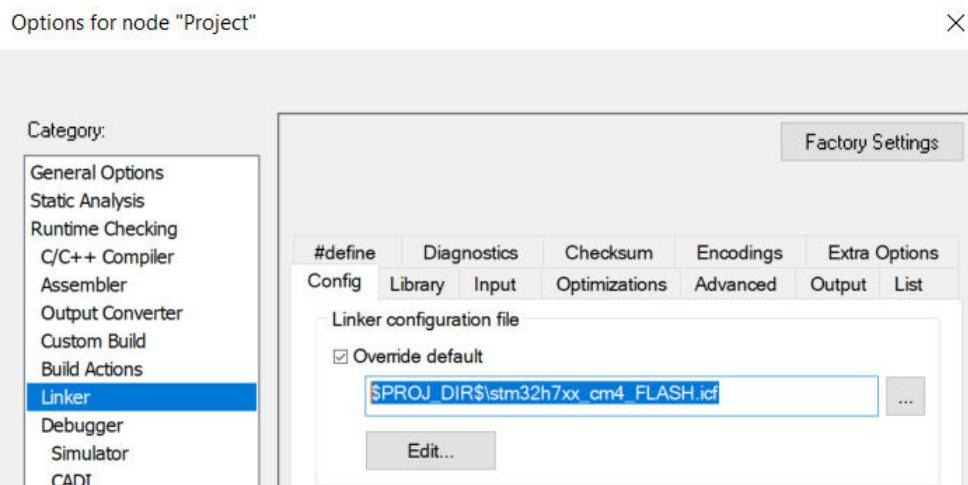 Options for node "Project"
Category:
Factory Settings
General Options
Static Analysis
Runtime Checking
C/C++ Compiler
Assembler
Output Converter
Custom Build
Build Actions
Linker
Debugger
Simulator
CADI
#define Diagnostics Checksum Encodings Extra Options
Config Library Input Optimizations Advanced Output List
Linker configuration file
Override default
$PROJ_DIR$\stm32h7xx_cm4_FLASH.icf
...
Edit...